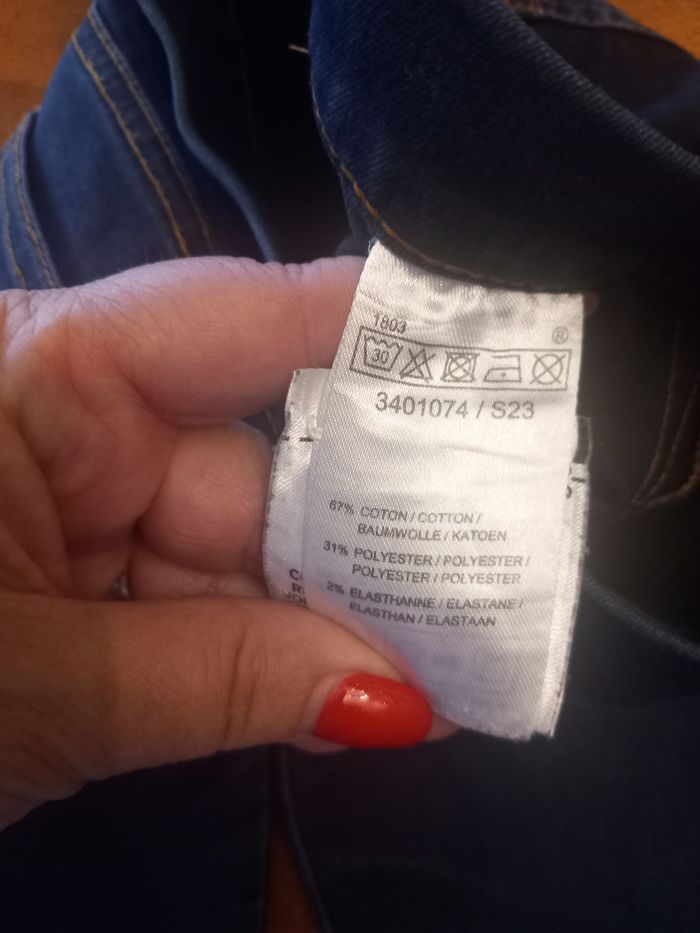 1803
®
30
3401074 / S23
67% COTON / COTTON /
BAUMWOLLE / KATOEN
31% POLYESTER / POLYESTER /
POLYESTER / POLYESTER
2% ELASTHANNE / ELASTANE /
ELASTHAN / ELASTAAN